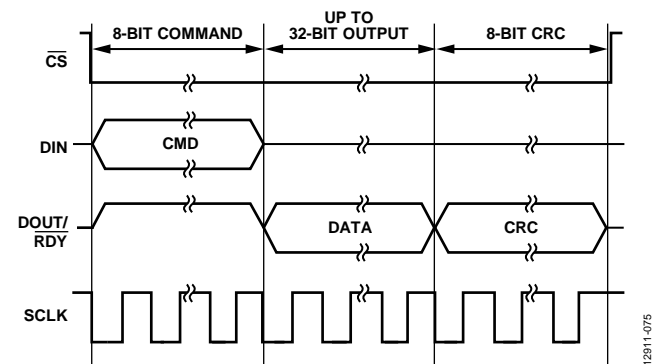 8-BIT COMMAND
UP TO
32-BIT OUTPUT
8-BIT CRC
CS
DIN
CMD
DOUT/
RDY
DATA
CRC
SCLK
12911-075